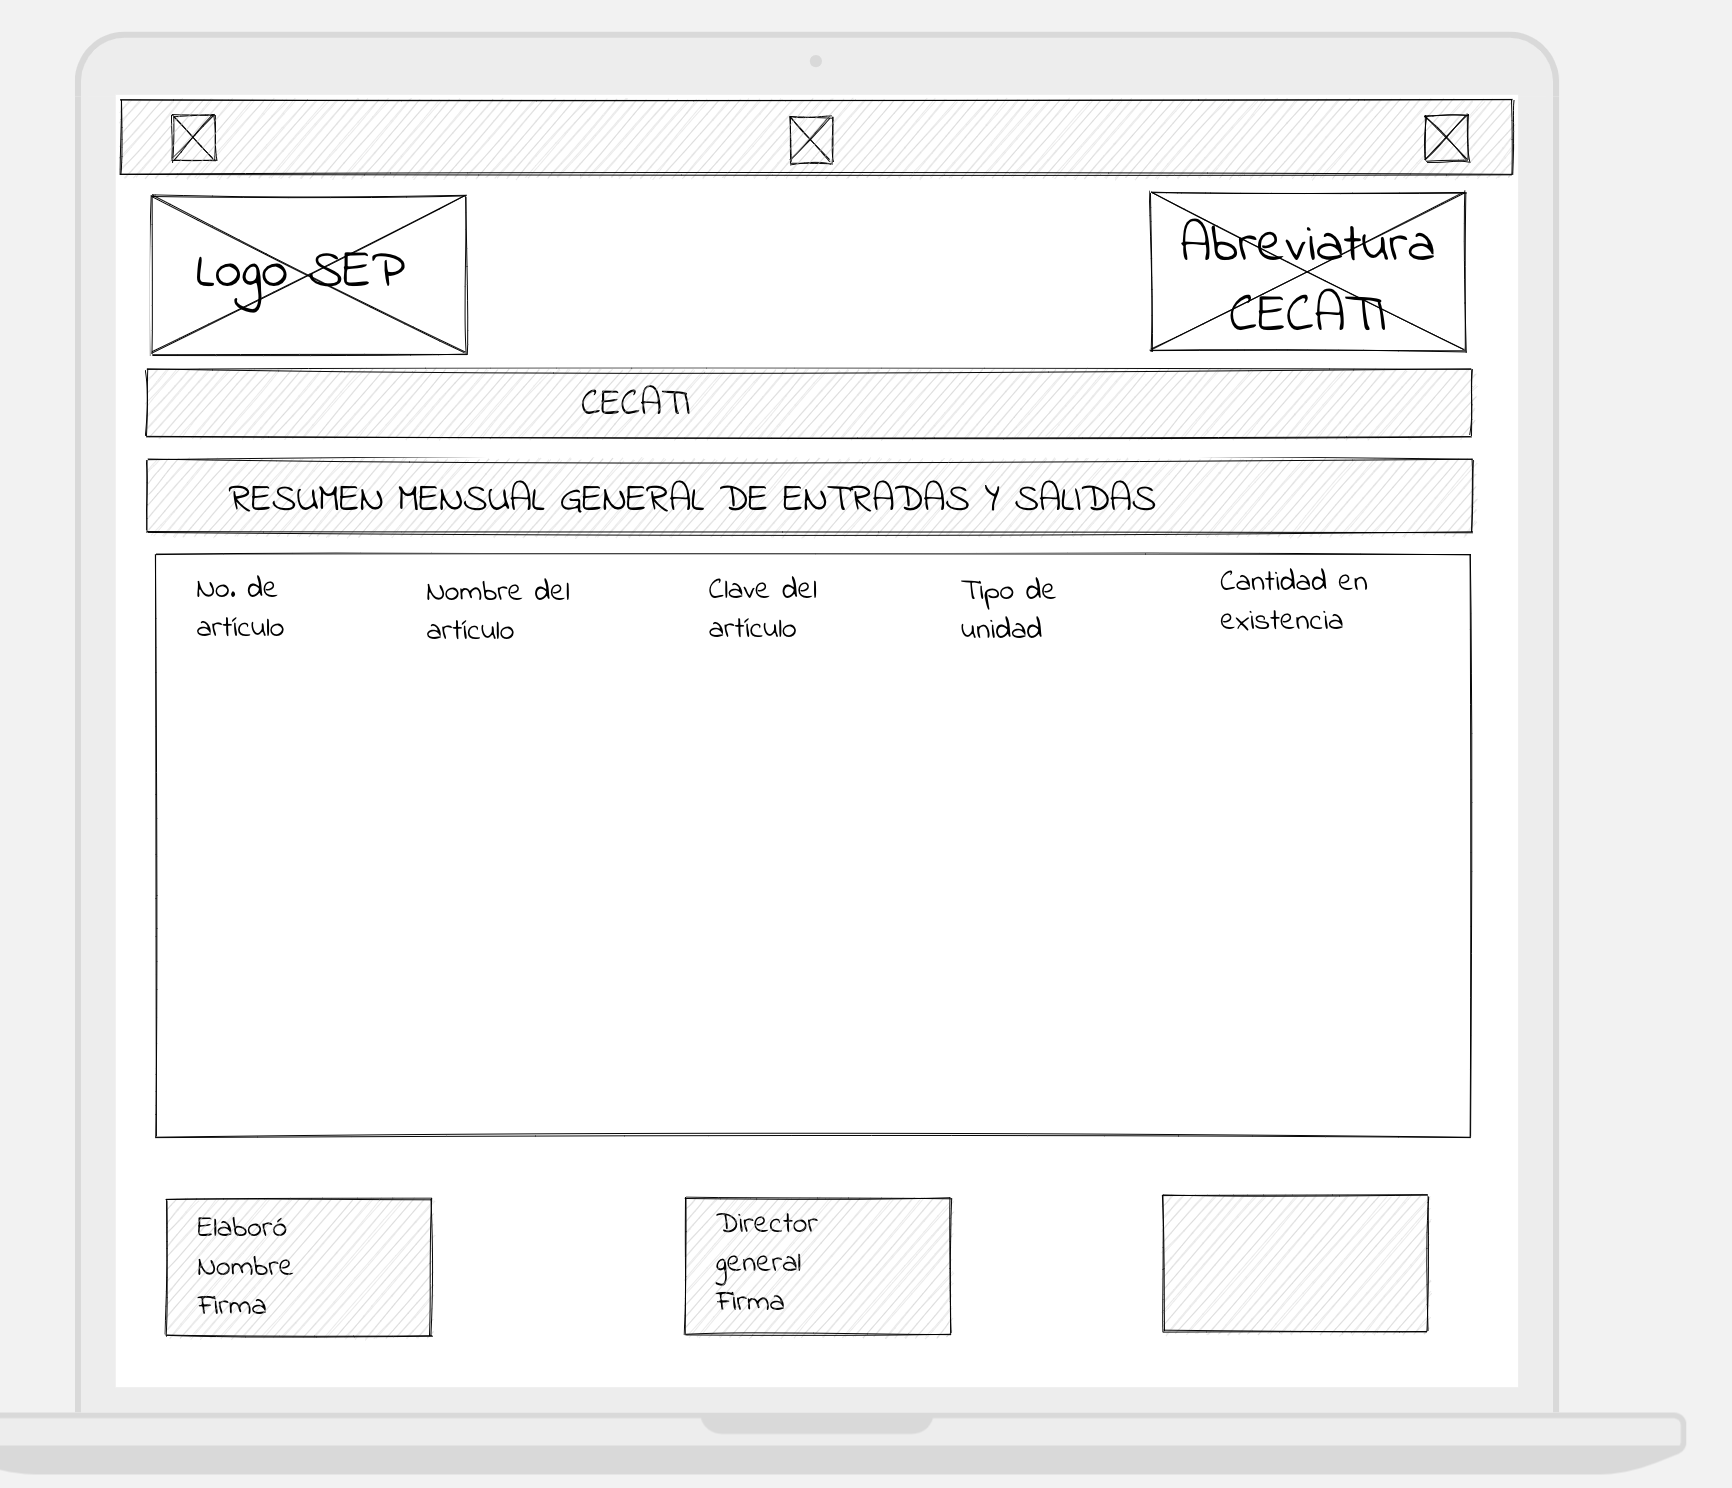 Logo SEP
Abreviatura
CECATI
CECATI
RESUMEN MENSUAL GENERAL DE ENTRADAS Y SALIDAS
No. de
artículo
Nombre del
artículo
Clave del
artículo
Tipo de
unidad
Cantidad en
existencia
Elaboró
Nombre
Firma
Director
general
Firma